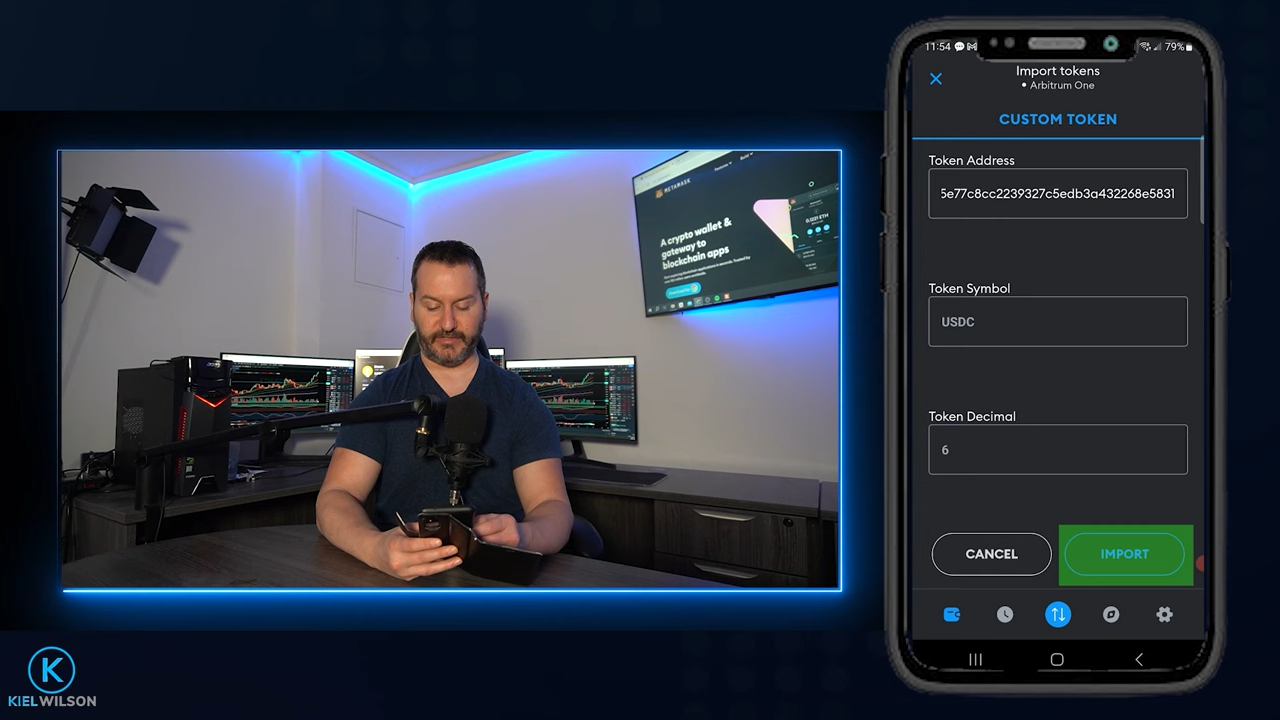 METAMASK
A crypto wallet &
gateway to
blockchain apps
11:54
79%
Import tokens
Arbitrum One
CUSTOM TOKEN
Token Address
5e77c8cc2239327c5edb3a432268e5831
Token Symbol
USDC
Token Decimal
6
CANCEL
IMPORT
K
KIELWILSON